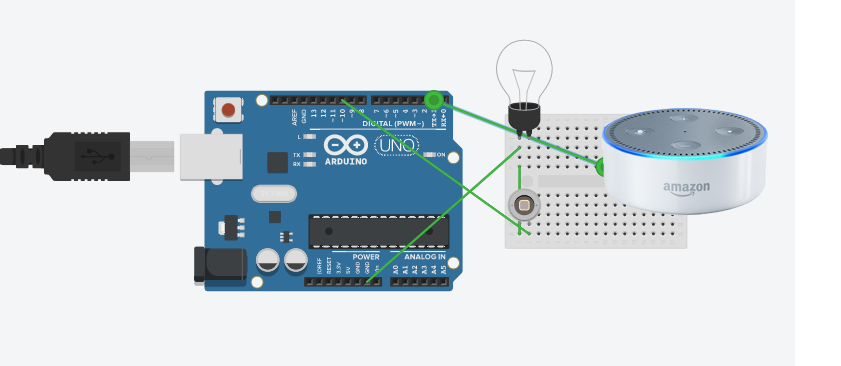 AREF
GND
13
12
~11
~10
~9
8
7
~6
~5
4
~3
2
TX→1
RX←0
DIGITAL (PWM~)
L
TX
RX
UNO
ON
ARDUINO
amazon
POWER
ANALOG IN
IOREF
RESET
3.3V
5V
GND
GND
Vin
A0
A1
A2
A3
A4
A5